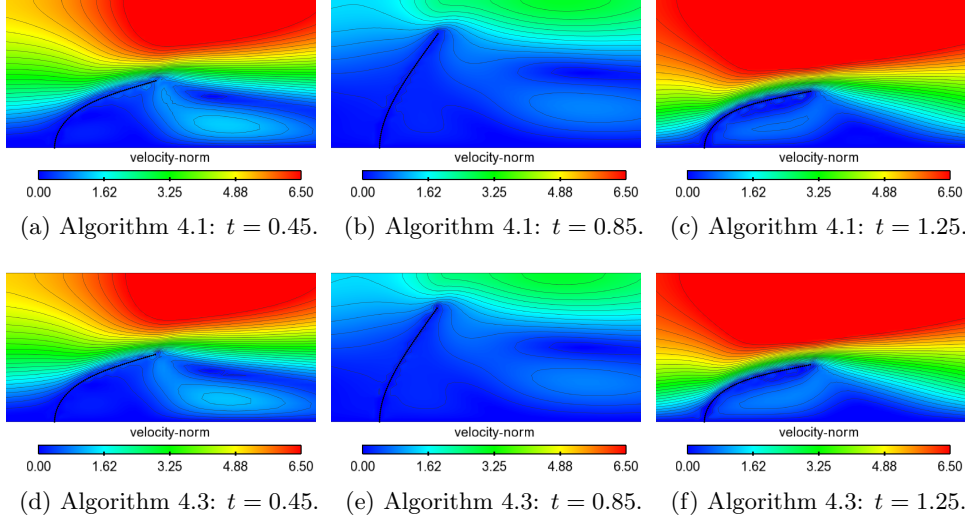 velocity-norm velocity-norm velocity-norm
0.00 1.62 3.25 4.88 6.50 0.00 1.62 3.25 4.88 6.50 0.00 1.62 3.25 4.88 6.50
(a) Algorithm 4.1: t = 0.45. (b) Algorithm 4.1: t = 0.85. (c) Algorithm 4.1: t = 1.25.
velocity-norm velocity-norm velocity-norm
0.00 1.62 3.25 4.88 6.50 0.00 1.62 3.25 4.88 6.50 0.00 1.62 3.25 4.88 6.50
(d) Algorithm 4.3: t = 0.45. (e) Algorithm 4.3: t = 0.85. (f) Algorithm 4.3: t = 1.25.